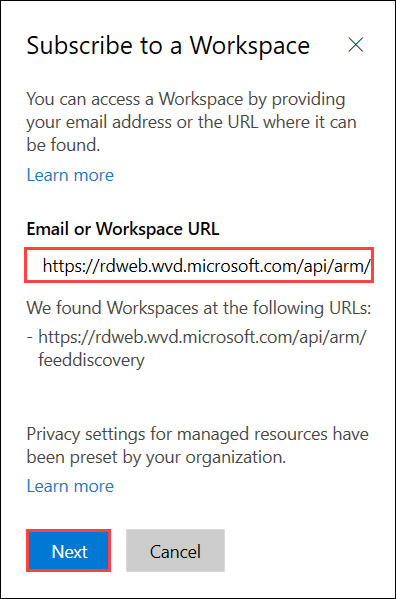 Subscribe to a Workspace
You can access a Workspace by providing
your email address or the URL where it can
be found.
Learn more
Email or Workspace URL
https://rdweb.wvd.microsoft.com/api/arm/
We found Workspaces at the following URLs:
- https://rdweb.wvd.microsoft.com/api/arm/
feeddiscovery
Privacy settings for managed resources have
been preset by your organization.
Learn more
Next
Cancel